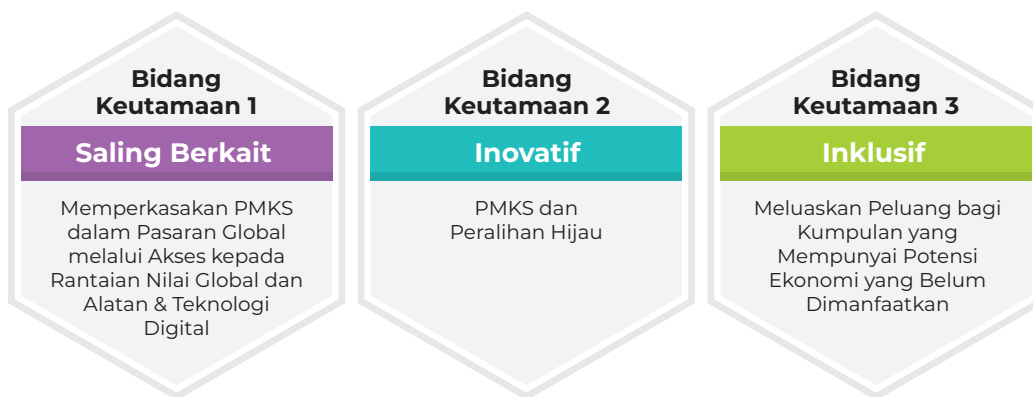 Bidang
Keutamaan 1
Saling Berkait
Memperkasakan PMKS
dalam Pasaran Global
melalui Akses kepada
Rantaian Nilai Global dan
Alatan & Teknologi
Digital
Bidang
Keutamaan 2
Inovatif
PMKS dan
Peralihan Hijau
Bidang
Keutamaan 3
Inklusif
Meluaskan Peluang bagi
Kumpulan yang
Mempunyai Potensi
Ekonomi yang Belum
Dimanfaatkan